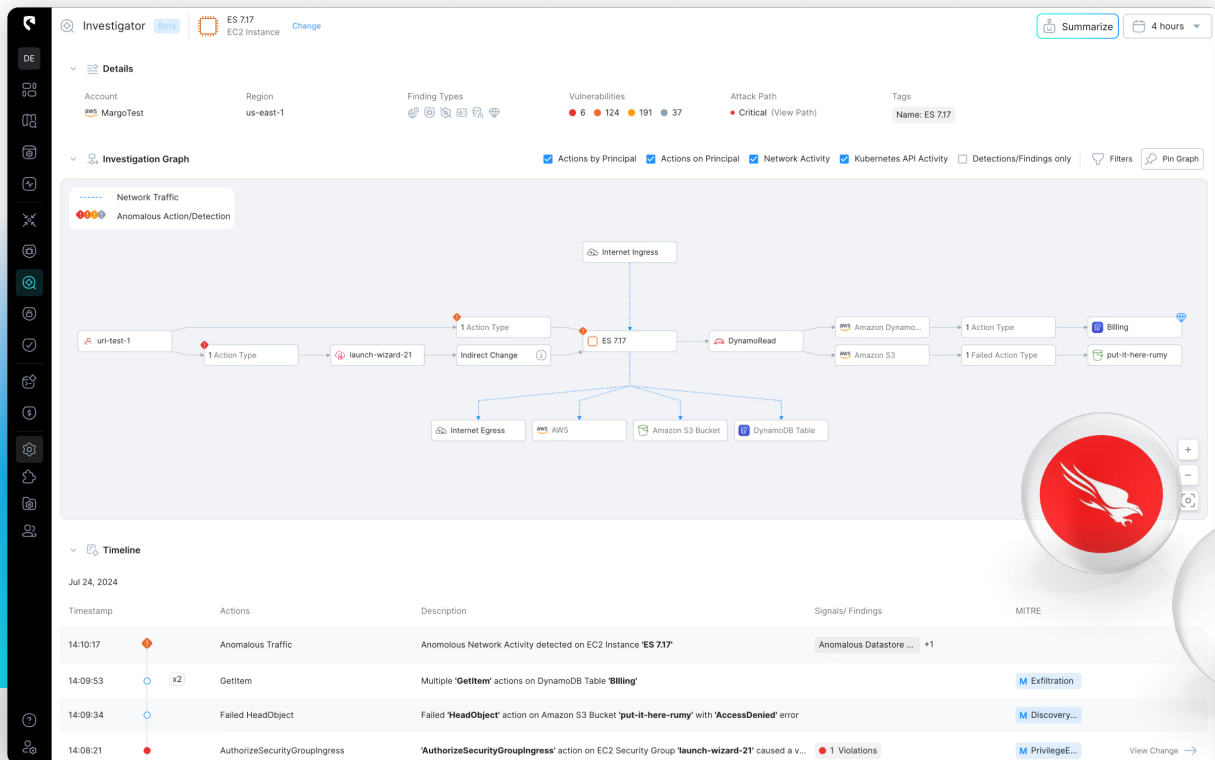 Investigator Beta ES 7.17 Change Summarize 4 hours
EC2 Instance
DE
Details
Account Region Finding Types Vulnerabilities Attack Path Tags
aws MargoTest us-east-1 6 124 191 37 Critical (View Path) Name: ES 7.17
Investigation Graph Actions by Principal Actions on Principal Network Activity Kubernetes API Activity Detections/Findings only Filters Pin Graph
Network Traffic
Anomalous Action/Detection
Internet Ingress
1 Action Type aws Amazon Dynamo... 1 Action Type BIlling
uri-test-1 ES 7.17 DynamoRead
1 Action Type launch-wizard-21 Indirect Change aws Amazon S3 1 Failed Action Type put-it-here-rumy
Internet Egress aws AWS Amazon S3 Bucket DynamoDB Table
Timeline
Jul 24, 2024
Timestamp Actions Description Signals/ Findings MITRE
14:10:17 Anomalous Traffic Anomolous Network Activity detected on EC2 Instance 'ES 7.17' Anomalous Datastore ... +1
14:09:53 x2 GetItem Multiple 'GetItem' actions on DynamoDB Table 'BIlling' M Exfiltration
14:09:34 Failed HeadObject Failed 'HeadObject' action on Amazon S3 Bucket 'put-it-here-rumy' with 'AccessDenied' error M Discovery...
14:08:21 AuthorizeSecurityGroupIngress 'AuthorizeSecurityGroupIngress' action on EC2 Security Group 'launch-wizard-21' caused a v... 1 Violations M PrivilegeE... View Change